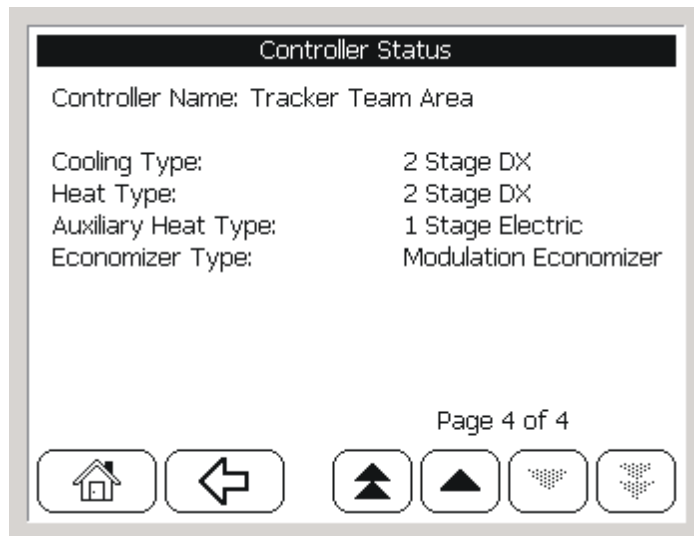 Controller Status
Controller Name: Tracker Team Area
Cooling Type: 2 Stage DX
Heat Type: 2 Stage DX
Auxiliary Heat Type: 1 Stage Electric
Economizer Type: Modulation Economizer
Page 4 of 4